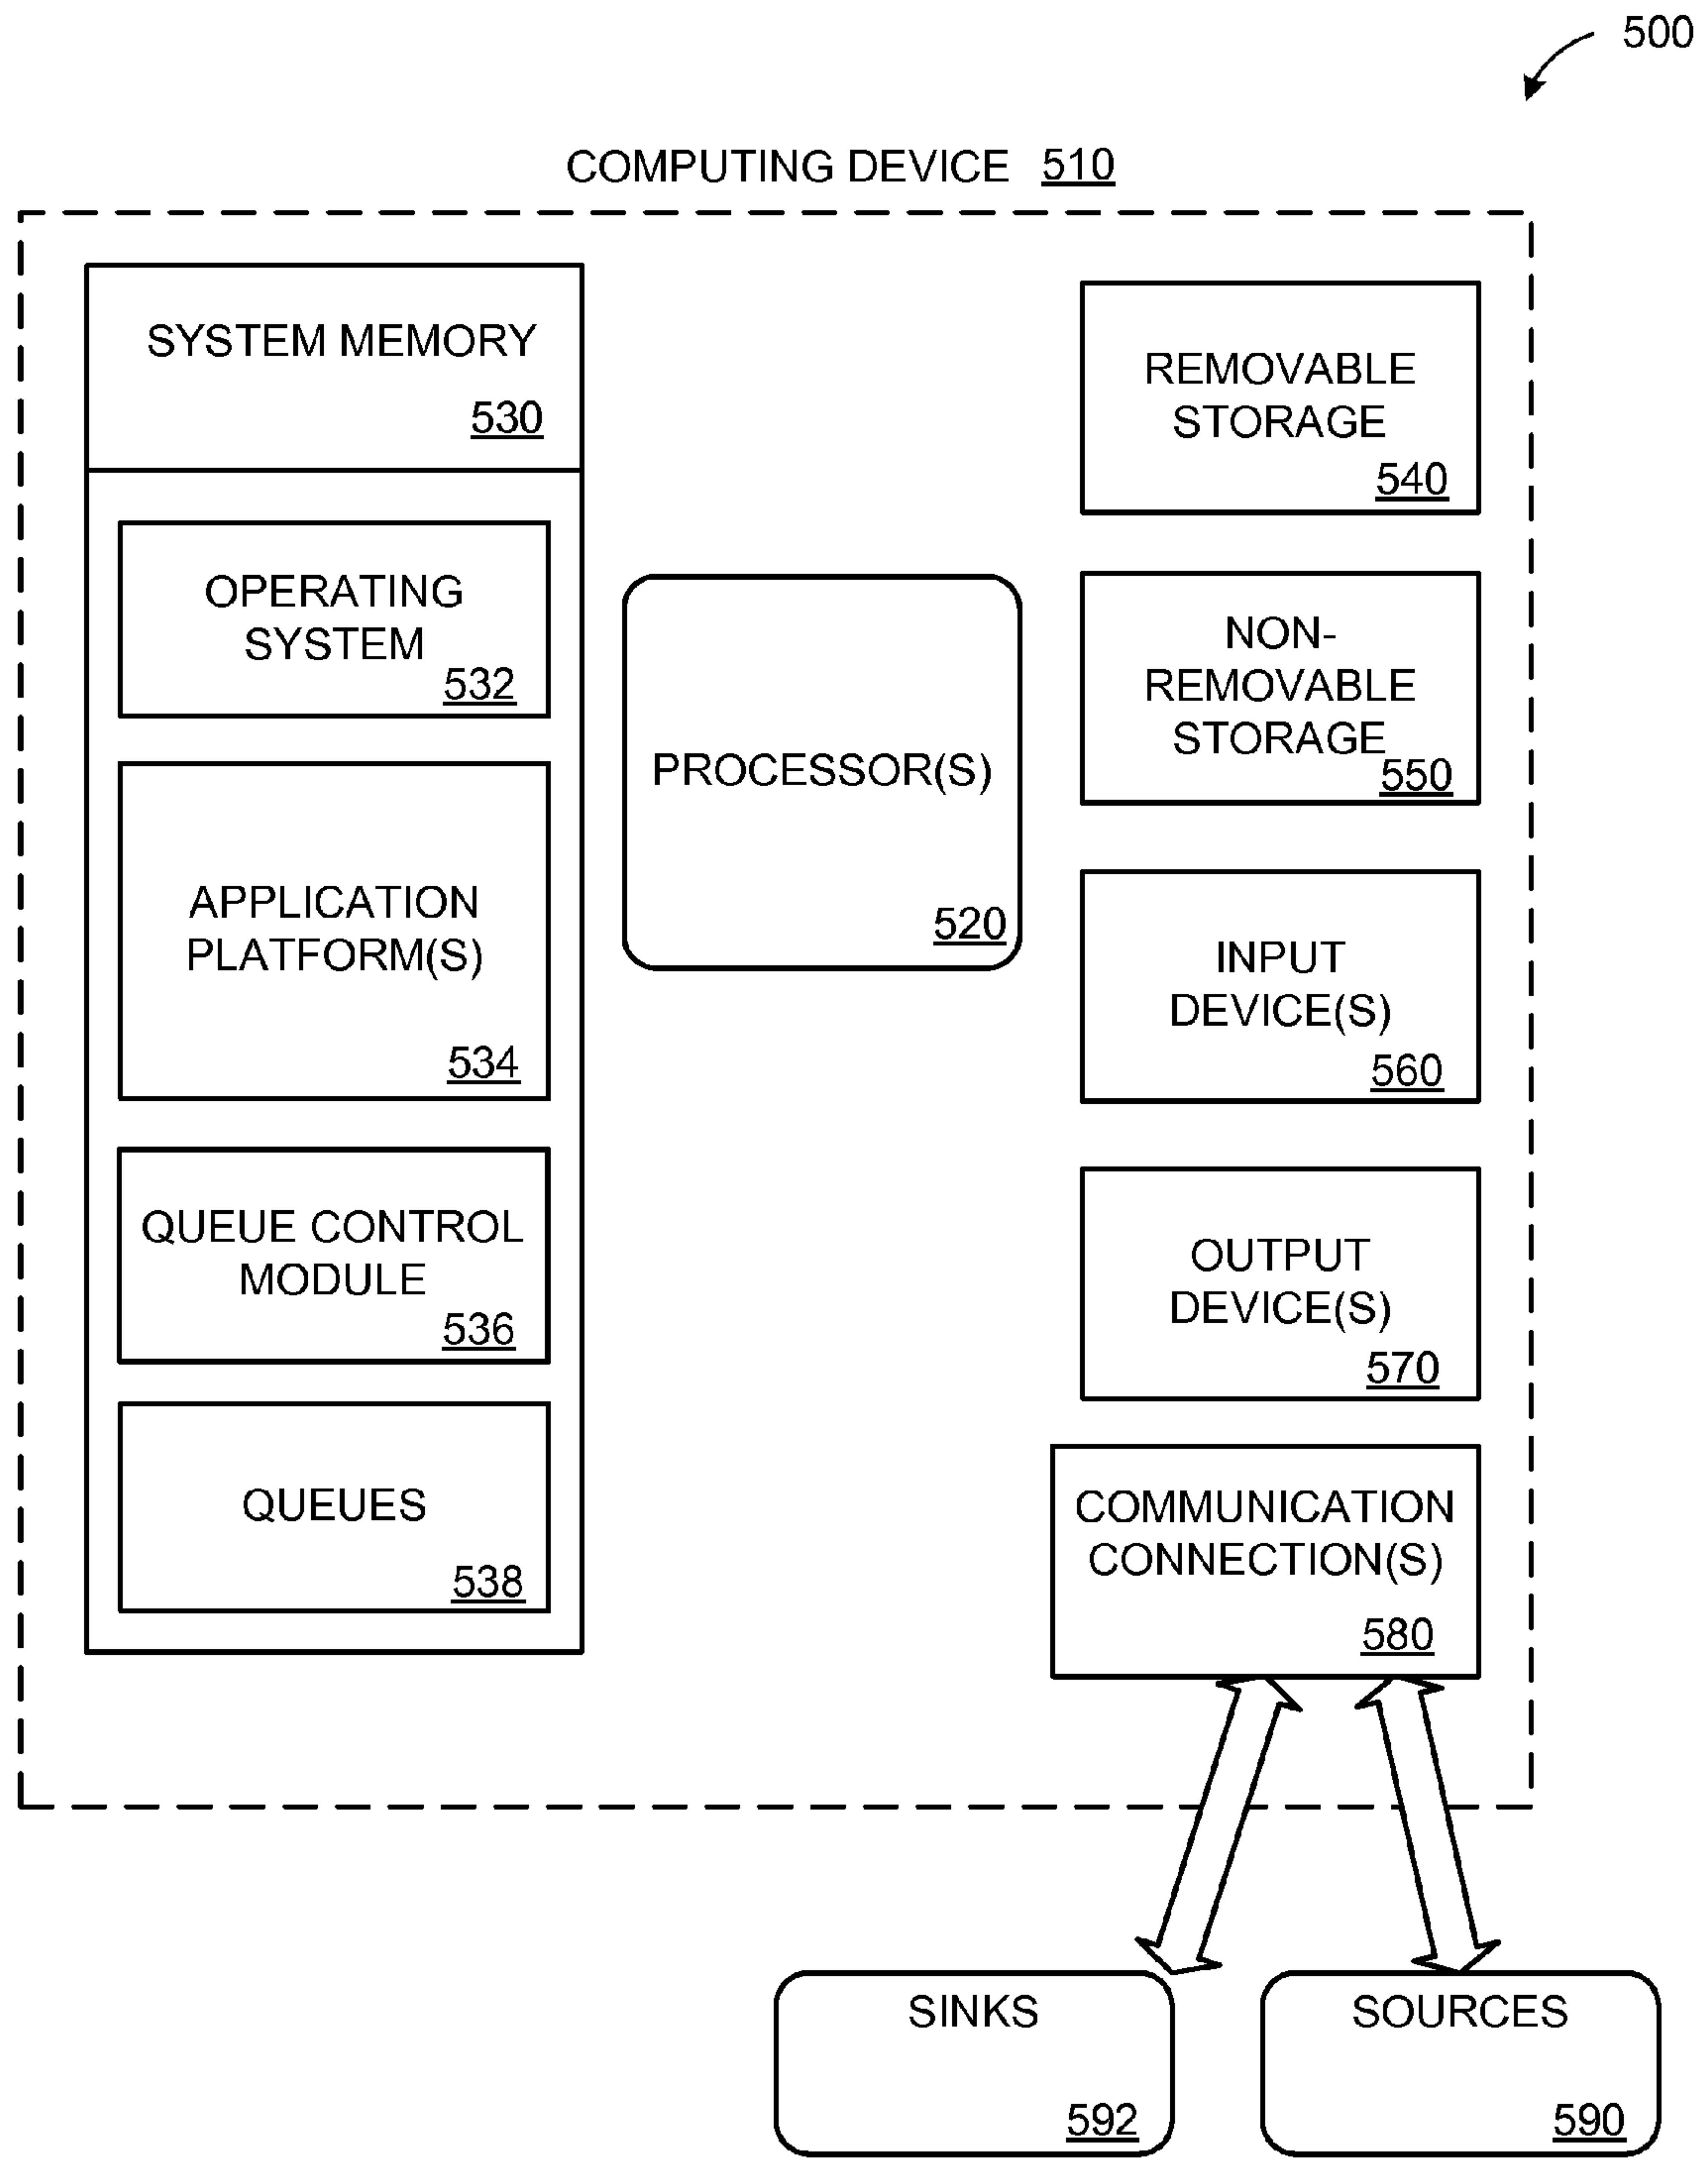 500
COMPUTING DEVICE 510
SYSTEM MEMORY
530
OPERATING
SYSTEM
532
APPLICATION
PLATFORM(S)
534
QUEUE CONTROL
MODULE
536
QUEUES
538
PROCESSOR(S)
520
REMOVABLE
STORAGE
540
NON-
REMOVABLE
STORAGE
550
INPUT
DEVICE(S)
560
OUTPUT
DEVICE(S)
570
COMMUNICATION
CONNECTION(S)
580
SINKS
592
SOURCES
590